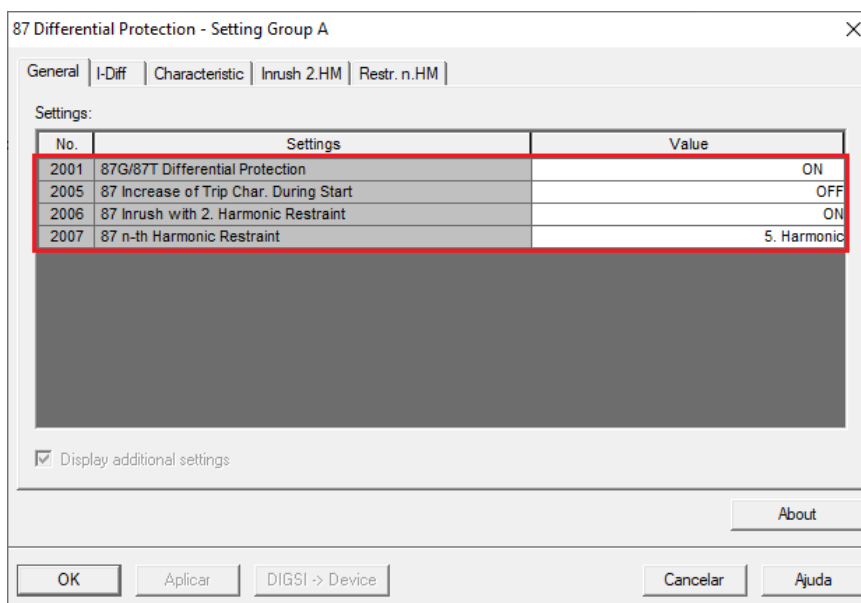 87 Differential Protection - Setting Group A
General I-Diff Characteristic Inrush 2.HM Restr. n.HM
Settings:
No. Settings Value
2001 87G/87T Differential Protection ON
2005 87 Increase of Trip Char. During Start OFF
2006 87 Inrush with 2. Harmonic Restraint ON
2007 87 n-th Harmonic Restraint 5. Harmonic
Display additional settings
About
OK Aplicar DIGSI -> Device Cancelar Ajuda